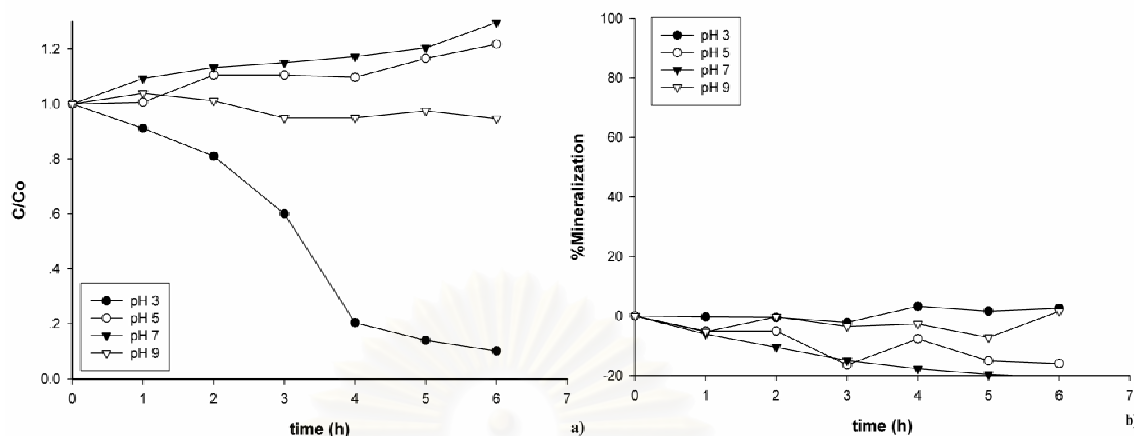 1.2
1.0
.8
.6
.4
.2
0.0
C/Co
pH 3
pH 5
pH 7
pH 9
0 1 2 3 4 5 6 7
time (h)
a)
100
80
60
40
20
0
-20
%Mineralization
pH 3
pH 5
pH 7
pH 9
0 1 2 3 4 5 6 7
time (h)
b)